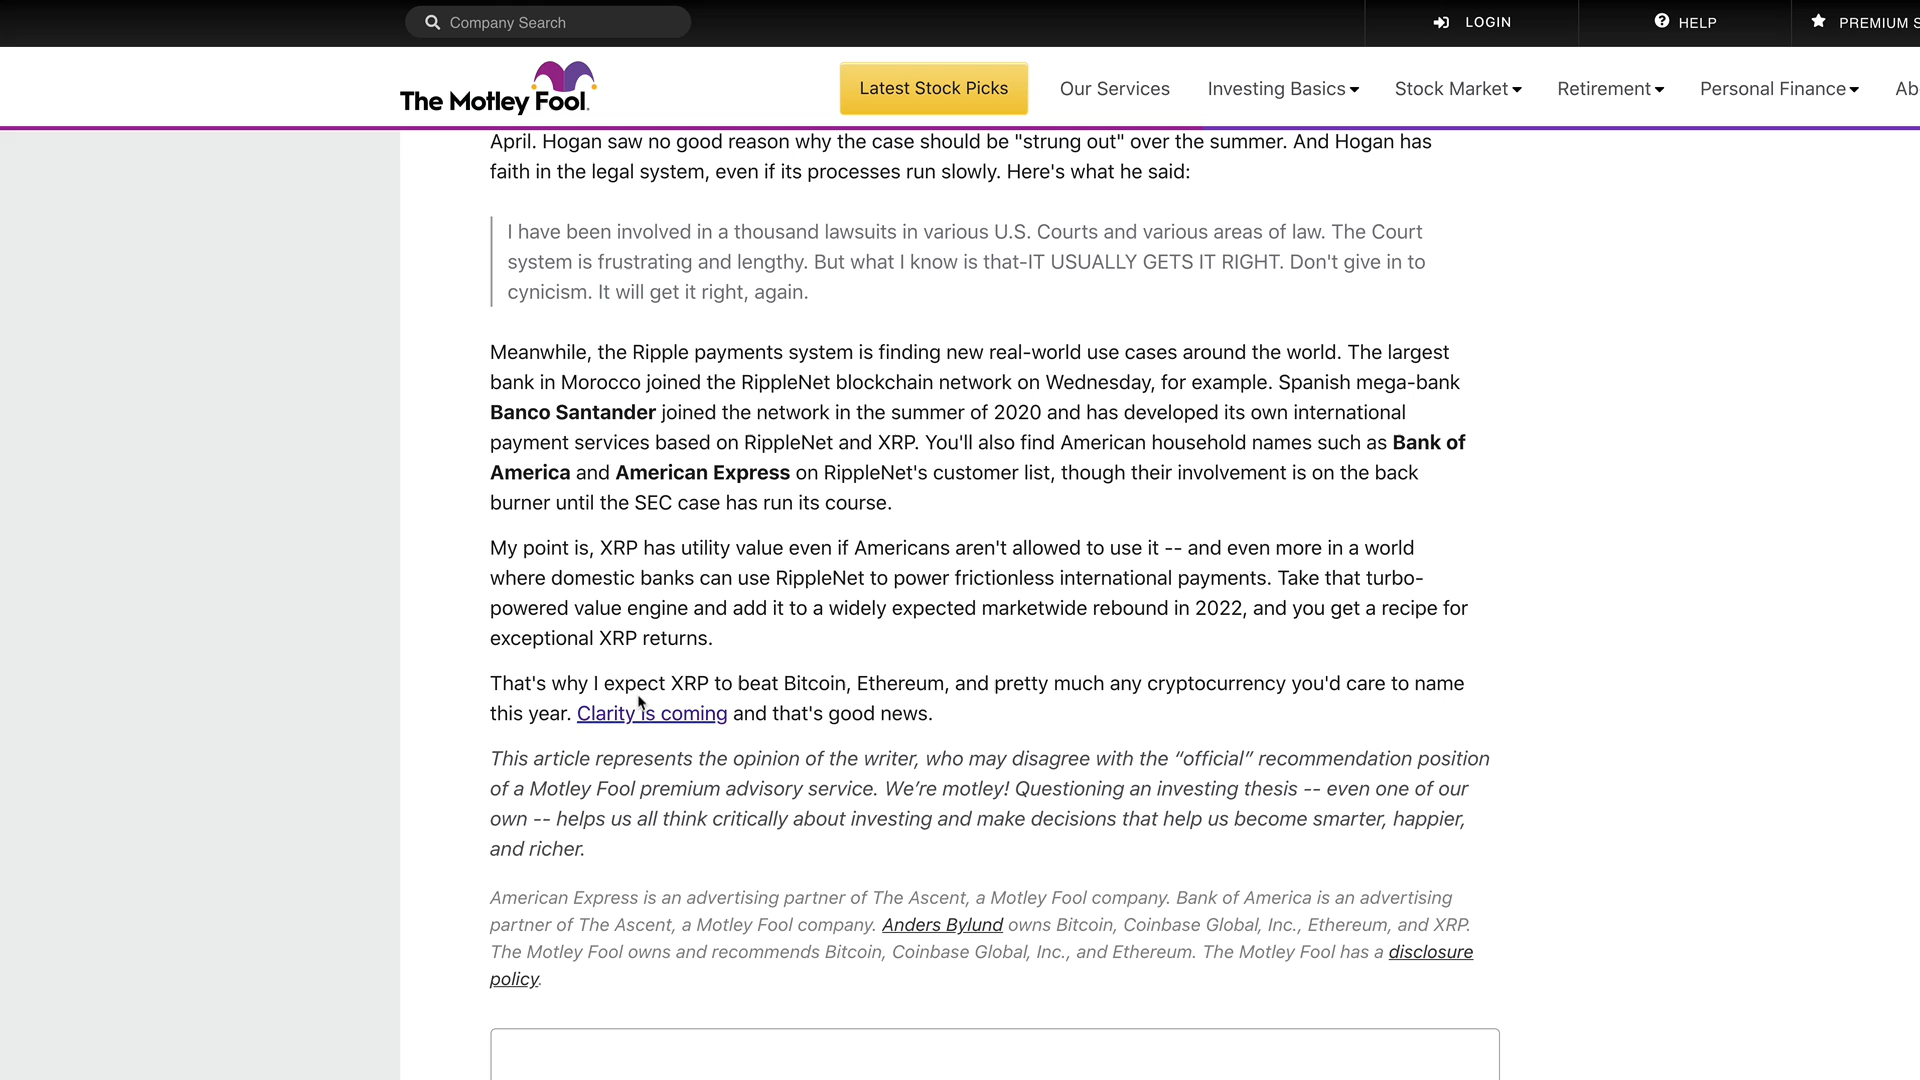 Company Search
LOGIN
HELP
PREMIUM S
The Motley Fool.
Latest Stock Picks
Our Services
Investing Basics
Stock Market
Retirement
Personal Finance
Ab
April. Hogan saw no good reason why the case should be "strung out" over the summer. And Hogan has
faith in the legal system, even if its processes run slowly. Here's what he said:
I have been involved in a thousand lawsuits in various U.S. Courts and various areas of law. The Court
system is frustrating and lengthy. But what I know is that-IT USUALLY GETS IT RIGHT. Don't give in to
cynicism. It will get it right, again.
Meanwhile, the Ripple payments system is finding new real-world use cases around the world. The largest
bank in Morocco joined the RippleNet blockchain network on Wednesday, for example. Spanish mega-bank
Banco Santander joined the network in the summer of 2020 and has developed its own international
payment services based on RippleNet and XRP. You'll also find American household names such as Bank of
America and American Express on RippleNet's customer list, though their involvement is on the back
burner until the SEC case has run its course.
My point is, XRP has utility value even if Americans aren't allowed to use it -- and even more in a world
where domestic banks can use RippleNet to power frictionless international payments. Take that turbo-
powered value engine and add it to a widely expected marketwide rebound in 2022, and you get a recipe for
exceptional XRP returns.
That's why I expect XRP to beat Bitcoin, Ethereum, and pretty much any cryptocurrency you'd care to name
this year. Clarity is coming and that's good news.
This article represents the opinion of the writer, who may disagree with the “official” recommendation position
of a Motley Fool premium advisory service. We’re motley! Questioning an investing thesis -- even one of our
own -- helps us all think critically about investing and make decisions that help us become smarter, happier,
and richer.
American Express is an advertising partner of The Ascent, a Motley Fool company. Bank of America is an advertising
partner of The Ascent, a Motley Fool company. Anders Bylund owns Bitcoin, Coinbase Global, Inc., Ethereum, and XRP.
The Motley Fool owns and recommends Bitcoin, Coinbase Global, Inc., and Ethereum. The Motley Fool has a disclosure
policy.